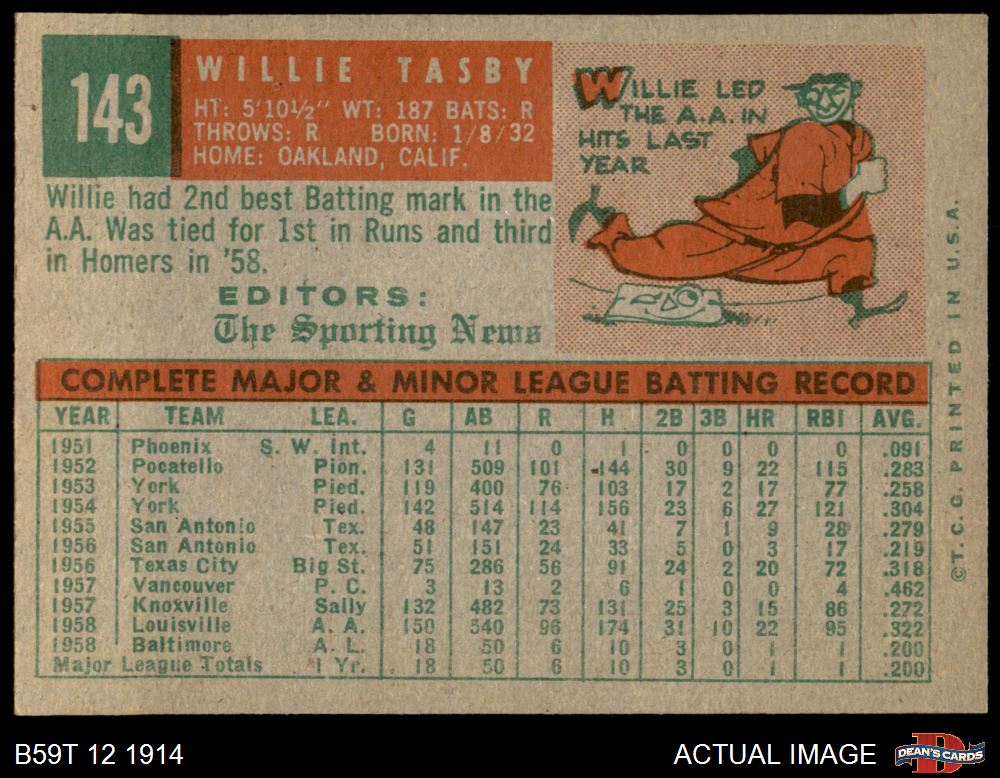 143
WILLIE TASBY
HT: 5'10½" WT: 187 BATS: R
THROWS: R BORN: 1/8/32
HOME: OAKLAND, CALIF.
WILLIE LED
THE A.A. IN
HITS LAST
YEAR
Willie had 2nd best Batting mark in the
A.A. Was tied for 1st in Runs and third
in Homers in '58.
EDITORS:
The Sporting News
COMPLETE MAJOR & MINOR LEAGUE BATTING RECORD
YEAR TEAM LEA. G AB R H 2B 3B HR RBI AVG.
1951 Phoenix S. W. Int. 4 11 0 1 0 0 0 0 .091
1952 Pocatello Pion. 131 509 101 144 30 9 22 115 .283
1953 York Pied. 119 400 76 103 17 2 17 77 .258
1954 York Pied. 142 514 114 156 23 6 27 121 .304
1955 San Antonio Tex. 48 147 23 41 7 1 9 28 .279
1956 San Antonio Tex. 51 151 24 33 5 0 3 17 .219
1956 Texas City Big St. 75 286 56 91 24 2 20 72 .318
1957 Vancouver P. C. 3 13 2 6 1 0 0 4 .462
1957 Knoxville Sally 132 482 73 131 25 3 15 86 .272
1958 Louisville A. A. 150 540 96 174 31 10 22 95 .322
1958 Baltimore A. L. 18 50 6 10 3 0 1 1 .200
Major League Totals 1 Yr. 18 50 6 10 3 0 1 1 .200
©T.C.G. PRINTED IN U.S.A.
B59T 12 1914
ACTUAL IMAGE
DEAN'S CARDS